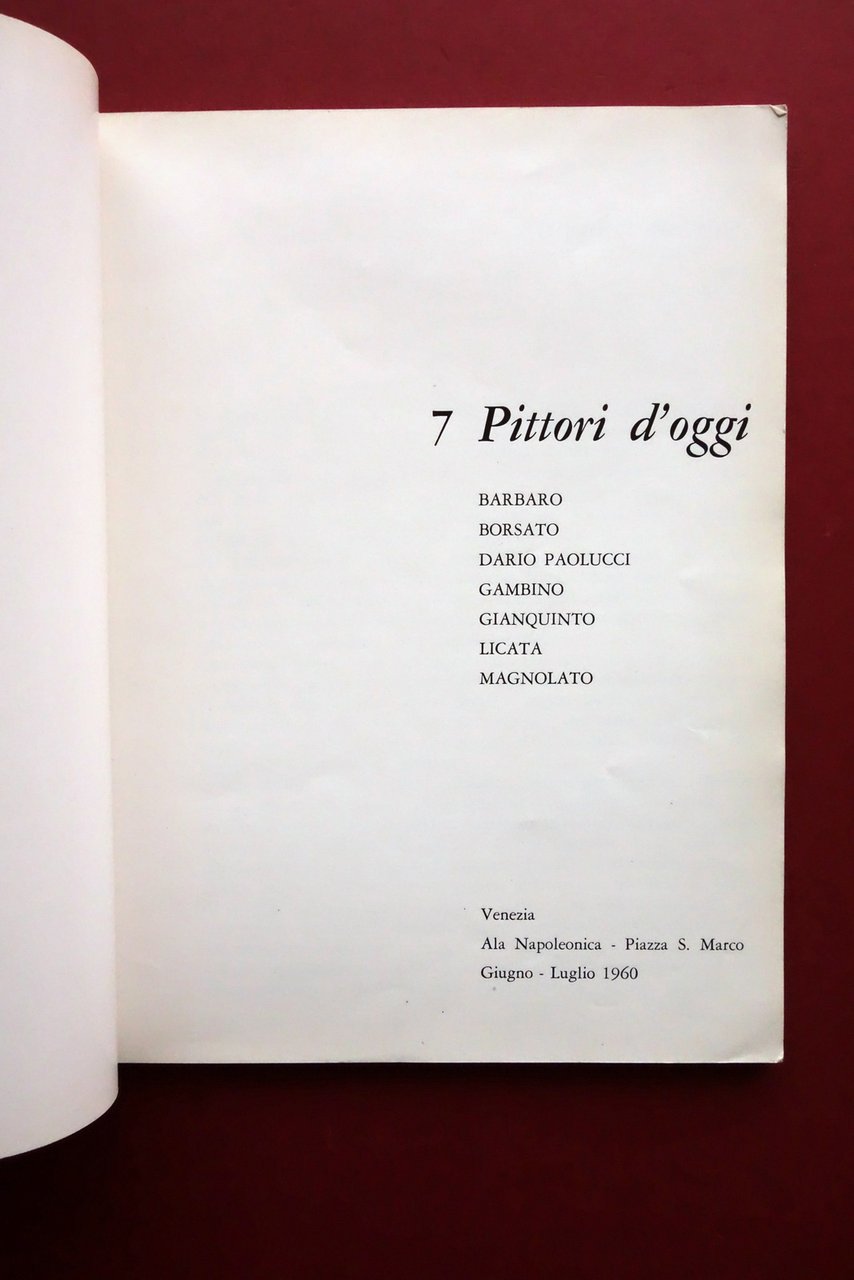 7 Pittori d'oggi
BARBARO
BORSATO
DARIO PAOLUCCI
GAMBINO
GIANQUINTO
LICATA
MAGNOLATO
Venezia
Ala Napoleonica - Piazza S. Marco
Giugno - Luglio 1960